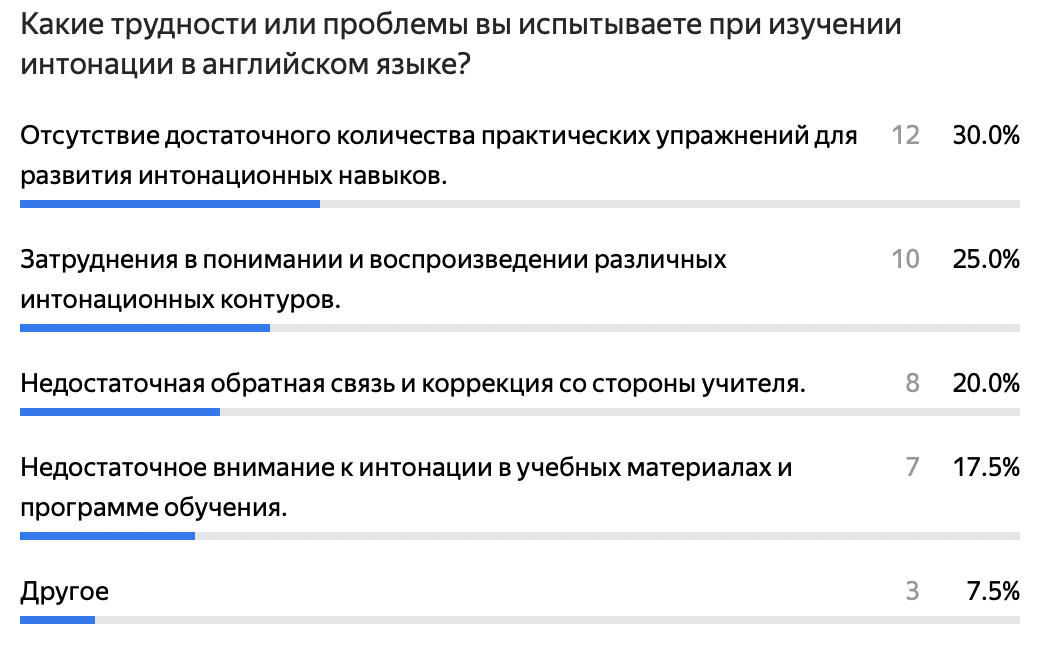 Какие трудности или проблемы вы испытываете при изучении
интонации в английском языке?
Отсутствие достаточного количества практических упражнений для 12 30.0%
развития интонационных навыков.
Затруднения в понимании и воспроизведении различных 10 25.0%
интонационных контуров.
Недостаточная обратная связь и коррекция со стороны учителя. 8 20.0%
Недостаточное внимание к интонации в учебных материалах и 7 17.5%
программе обучения.
Другое 3 7.5%